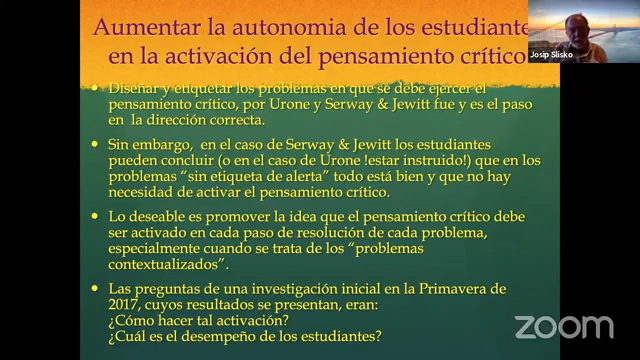 Aumentar la autonomia de los estudiante
en la activación del pensamiento crítico
Josip Slisko
• Diseñar y etiquetar los problemas en que se debe ejercer el
pensamiento crítico, por Urone y Serway & Jewitt fue y es el paso
en la dirección correcta.
• Sin embargo, en el caso de Serway & Jewitt los estudiantes
pueden concluir (o en el caso de Urone !estar instruido!) que en los
problemas “sin etiqueta de alerta” todo está bien y que no hay
necesidad de activar el pensamiento crítico.
• Lo deseable es promover la idea que el pensamiento crítico debe
ser activado en cada paso de resolución de cada problema,
especialmente cuando se trata de los “problemas
contextualizados”.
• Las preguntas de una investigación inicial en la Primavera de
2017, cuyos resultados se presentan, eran:
¿Cómo hacer tal activación?
¿Cuál es el desempeño de los estudiantes?
zoom